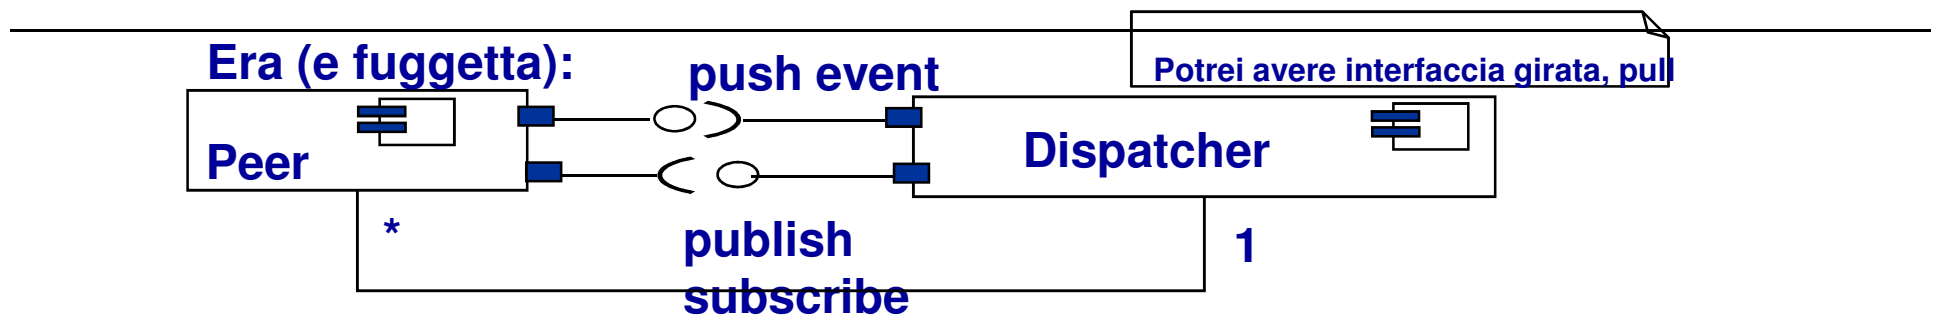 Era (e fuggetta):
push event
Potrei avere interfaccia girata, pull
Peer
Dispatcher
*
publish
subscribe
1